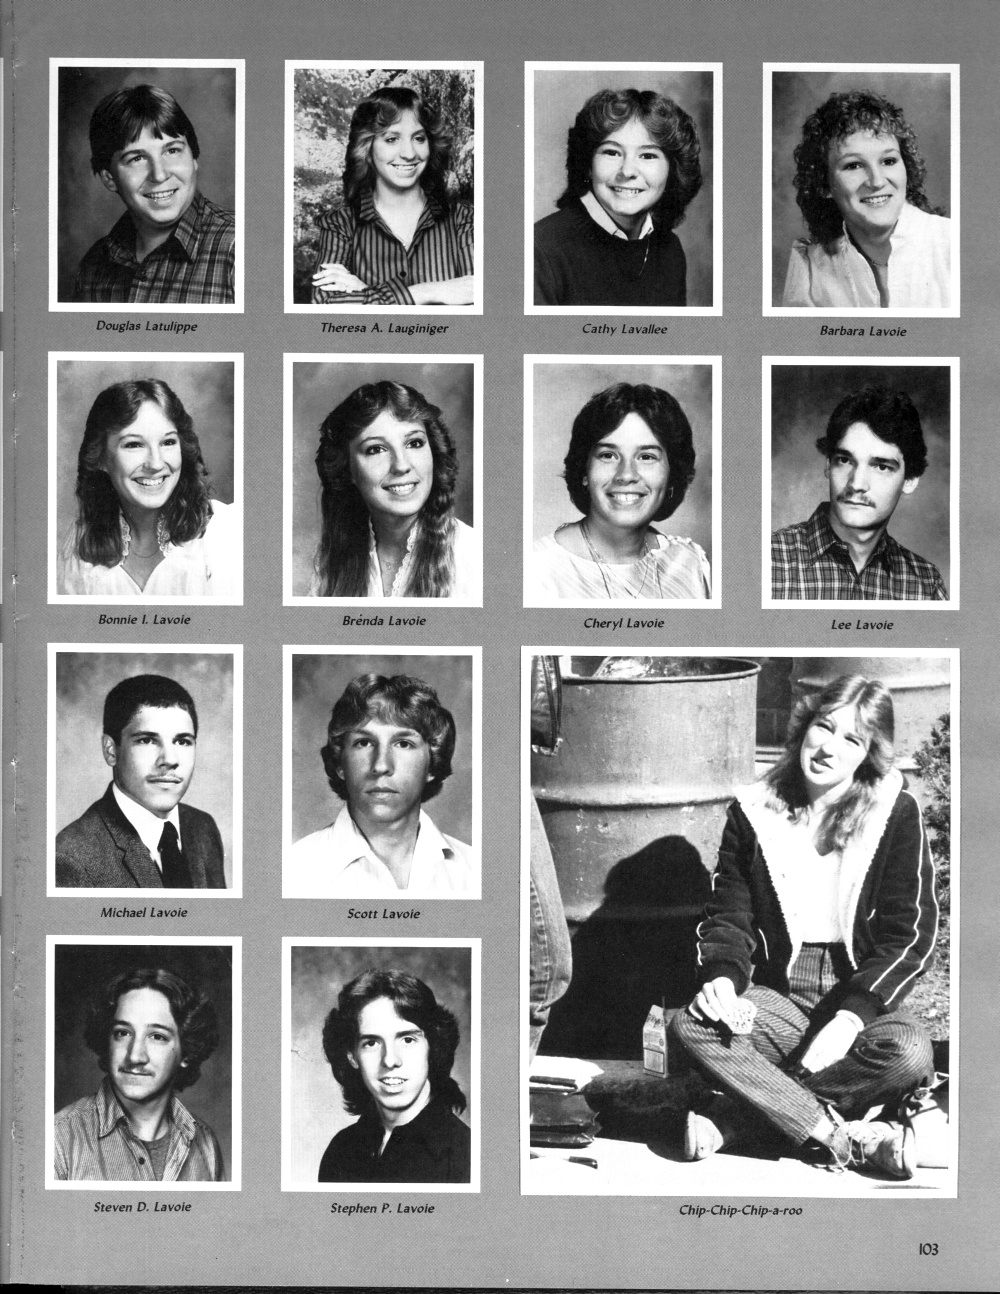 Douglas Latulippe
Theresa A. Lauginiger
Cathy Lavallee
Barbara Lavoie
Bonnie I. Lavoie
Brenda Lavoie
Cheryl Lavoie
Lee Lavoie
Michael Lavoie
Scott Lavoie
Steven D. Lavoie
Stephen P. Lavoie
Chip-Chip-Chip-a-roo
103